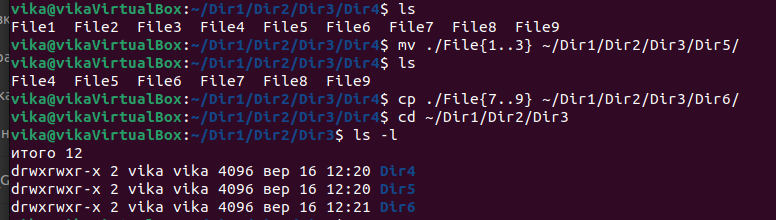 vika@vikaVirtualBox:~/Dir1/Dir2/Dir3/Dir4$ ls
File1 File2 File3 File4 File5 File6 File7 File8 File9
vika@vikaVirtualBox:~/Dir1/Dir2/Dir3/Dir4$ mv ./File{1..3} ~/Dir1/Dir2/Dir3/Dir5/
vika@vikaVirtualBox:~/Dir1/Dir2/Dir3/Dir4$ ls
File4 File5 File6 File7 File8 File9
vika@vikaVirtualBox:~/Dir1/Dir2/Dir3/Dir4$ cp ./File{7..9} ~/Dir1/Dir2/Dir3/Dir6/
vika@vikaVirtualBox:~/Dir1/Dir2/Dir3/Dir4$ cd ~/Dir1/Dir2/Dir3
vika@vikaVirtualBox:~/Dir1/Dir2/Dir3$ ls -l
итого 12
drwxrwxr-x 2 vika vika 4096 вер 16 12:20 Dir4
drwxrwxr-x 2 vika vika 4096 вер 16 12:20 Dir5
drwxrwxr-x 2 vika vika 4096 вер 16 12:21 Dir6